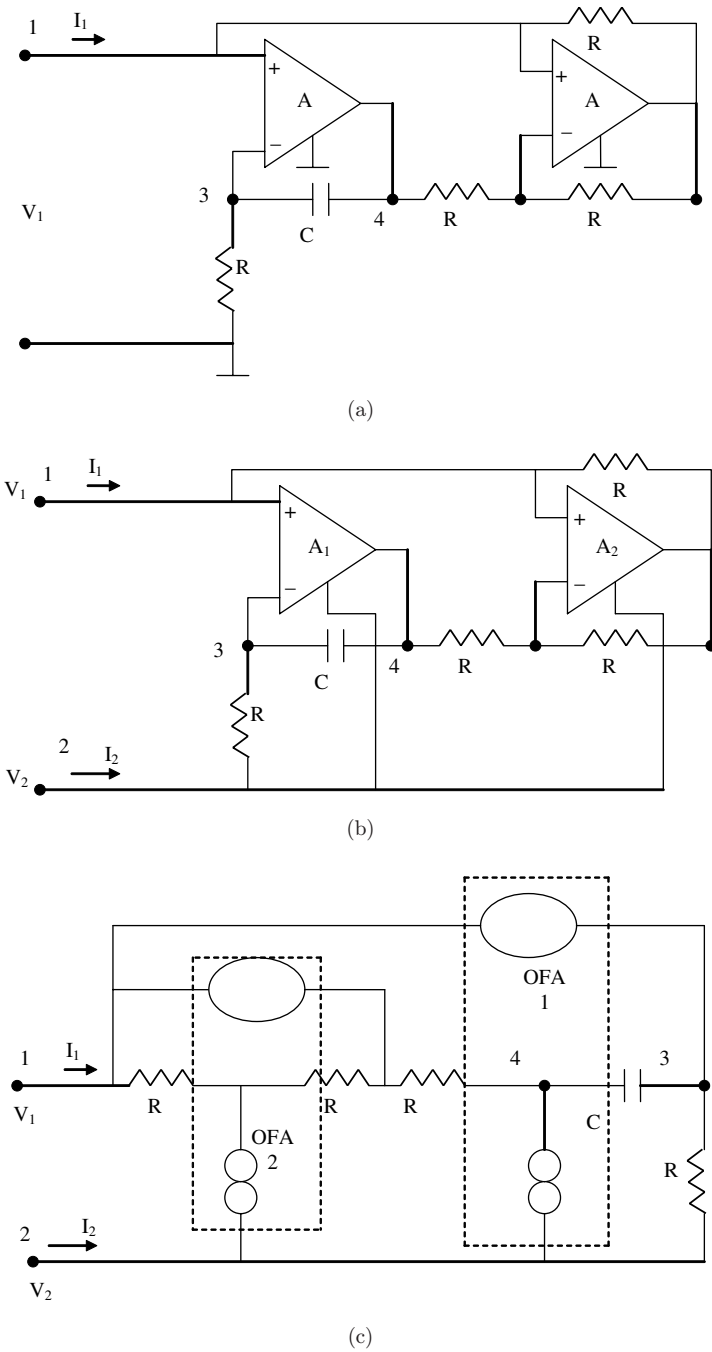 1 I₁
R
+ A
+ A
−
−
3
4
C
R
R
V₁
R
(a)
V₁ 1 I₁
R
+ A₁
+ A₂
−
−
3
4
C
R
R
R
2 I₂
V₂
(b)
OFA
1
1 I₁
4 3
V₁
R
R
R
C
OFA
2
R
2 I₂
V₂
(c)